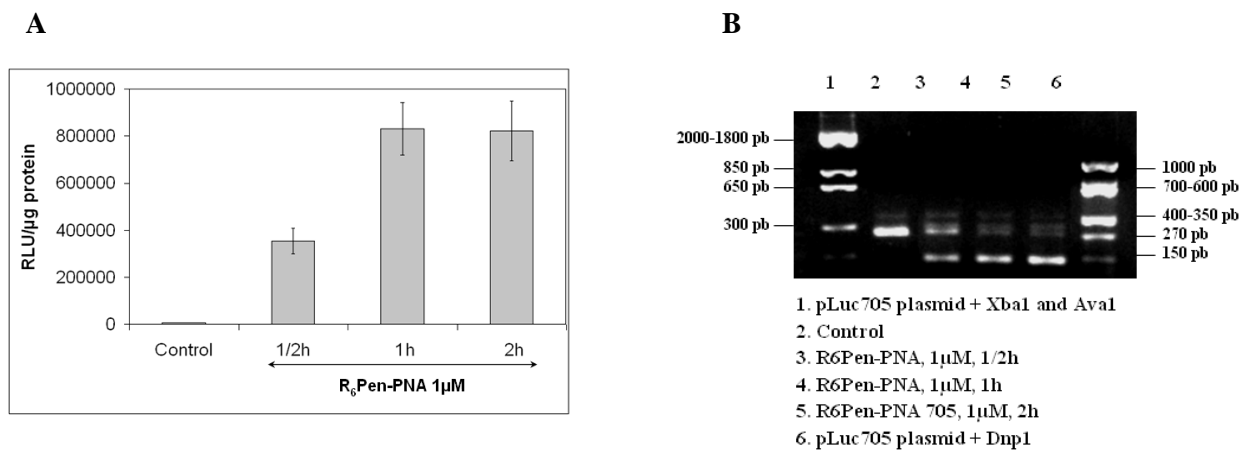 A
B
1000000
800000
600000
400000
200000
0
RLU/µg protein
Control
1/2h
1h
2h
R6Pen-PNA 1µM
1 2 3 4 5 6
2000-1800 pb
850 pb
650 pb
300 pb
1000 pb
700-600 pb
400-350 pb
270 pb
150 pb
1. pLuc705 plasmid + Xba1 and Ava1
2. Control
3. R6Pen-PNA, 1µM, 1/2h
4. R6Pen-PNA, 1µM, 1h
5. R6Pen-PNA 705, 1µM, 2h
6. pLuc705 plasmid + Dnp1